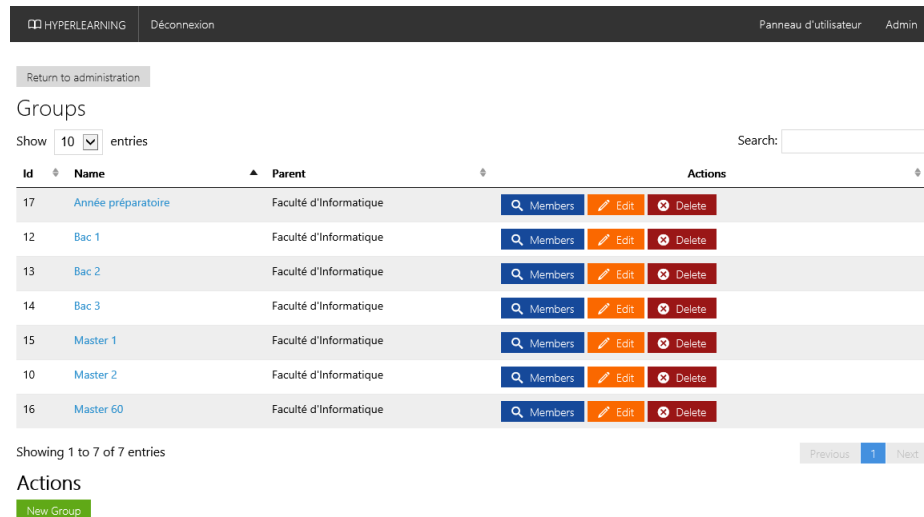 HYPERLEARNING Déconnexion Panneau d'utilisateur Admin
Return to administration
Groups
Show 10 entries Search:
Id Name Parent Actions
17 Année préparatoire Faculté d'Informatique Members Edit Delete
12 Bac 1 Faculté d'Informatique Members Edit Delete
13 Bac 2 Faculté d'Informatique Members Edit Delete
14 Bac 3 Faculté d'Informatique Members Edit Delete
15 Master 1 Faculté d'Informatique Members Edit Delete
10 Master 2 Faculté d'Informatique Members Edit Delete
16 Master 60 Faculté d'Informatique Members Edit Delete
Showing 1 to 7 of 7 entries Previous 1 Next
Actions
New Group